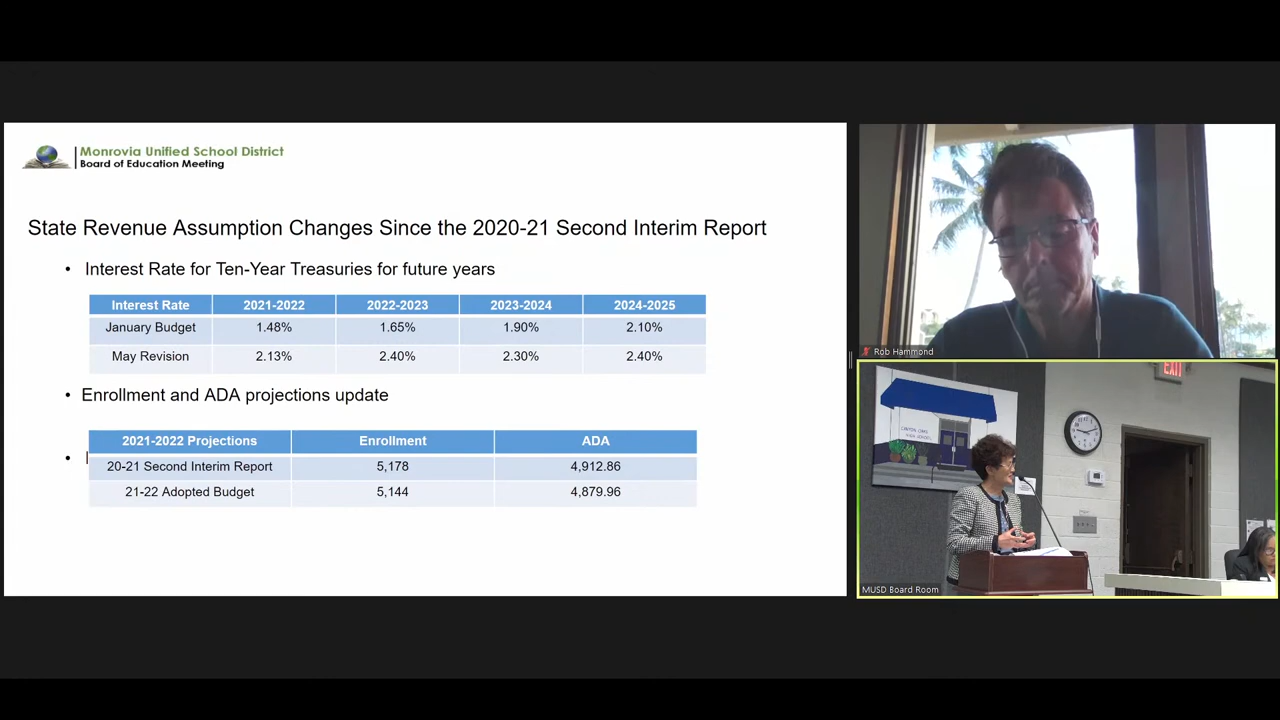 Monrovia Unified School District
Board of Education Meeting
State Revenue Assumption Changes Since the 2020-21 Second Interim Report
• Interest Rate for Ten-Year Treasuries for future years
Interest Rate 2021-2022 2022-2023 2023-2024 2024-2025
January Budget 1.48% 1.65% 1.90% 2.10%
May Revision 2.13% 2.40% 2.30% 2.40%
• Enrollment and ADA projections update
2021-2022 Projections Enrollment ADA
20-21 Second Interim Report 5,178 4,912.86
21-22 Adopted Budget 5,144 4,879.96
Rob Hammond
EXIT
CANYON OAKS
HIGH SCHOOL
MUSD Board Room